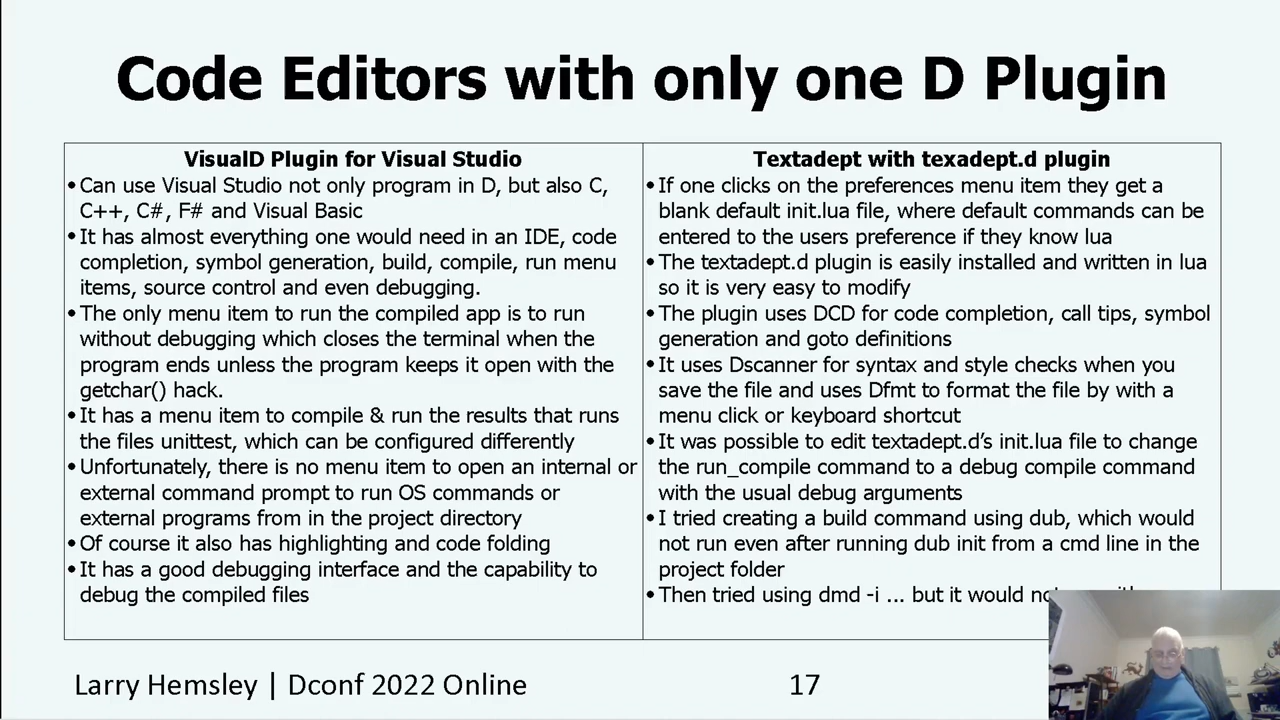 Code Editors with only one D Plugin
VisualD Plugin for Visual Studio
•Can use Visual Studio not only program in D, but also C,
C++, C#, F# and Visual Basic
•It has almost everything one would need in an IDE, code
completion, symbol generation, build, compile, run menu
items, source control and even debugging.
•The only menu item to run the compiled app is to run
without debugging which closes the terminal when the
program ends unless the program keeps it open with the
getchar() hack.
•It has a menu item to compile & run the results that runs
the files unittest, which can be configured differently
•Unfortunately, there is no menu item to open an internal or
external command prompt to run OS commands or
external programs from in the project directory
•Of course it also has highlighting and code folding
•It has a good debugging interface and the capability to
debug the compiled files
Textadept with texadept.d plugin
•If one clicks on the preferences menu item they get a
blank default init.lua file, where default commands can be
entered to the users preference if they know lua
•The textadept.d plugin is easily installed and written in lua
so it is very easy to modify
•The plugin uses DCD for code completion, call tips, symbol
generation and goto definitions
•It uses Dscanner for syntax and style checks when you
save the file and uses Dfmt to format the file by with a
menu click or keyboard shortcut
•It was possible to edit textadept.d’s init.lua file to change
the run_compile command to a debug compile command
with the usual debug arguments
•I tried creating a build command using dub, which would
not run even after running dub init from a cmd line in the
project folder
•Then tried using dmd -i ... but it would
Larry Hemsley | Dconf 2022 Online
17